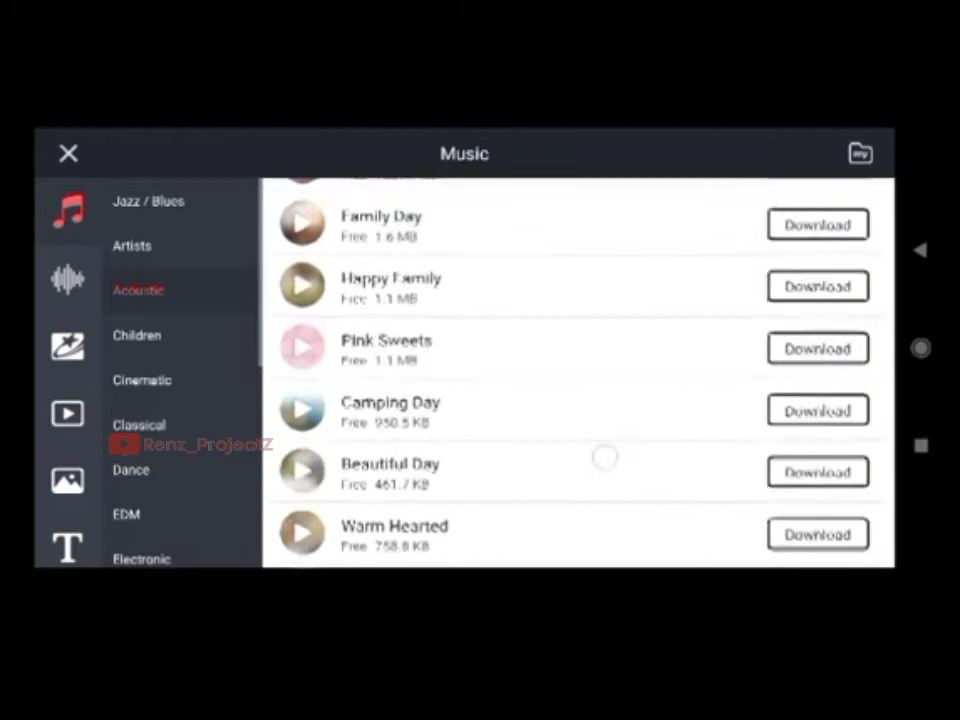 Music
my
Jazz / Blues
Artists
Acoustic
Children
Cinematic
Classical
Renz_ProjectZ
Dance
EDM
Electronic
T
Family Day
Free 1.6 MB
Download
Happy Family
Free 1.1 MB
Download
Pink Sweets
Free 1.1 MB
Download
Camping Day
Free 950.5 KB
Download
Beautiful Day
Free 461.7 KB
Download
Warm Hearted
Free 758.8 KB
Download